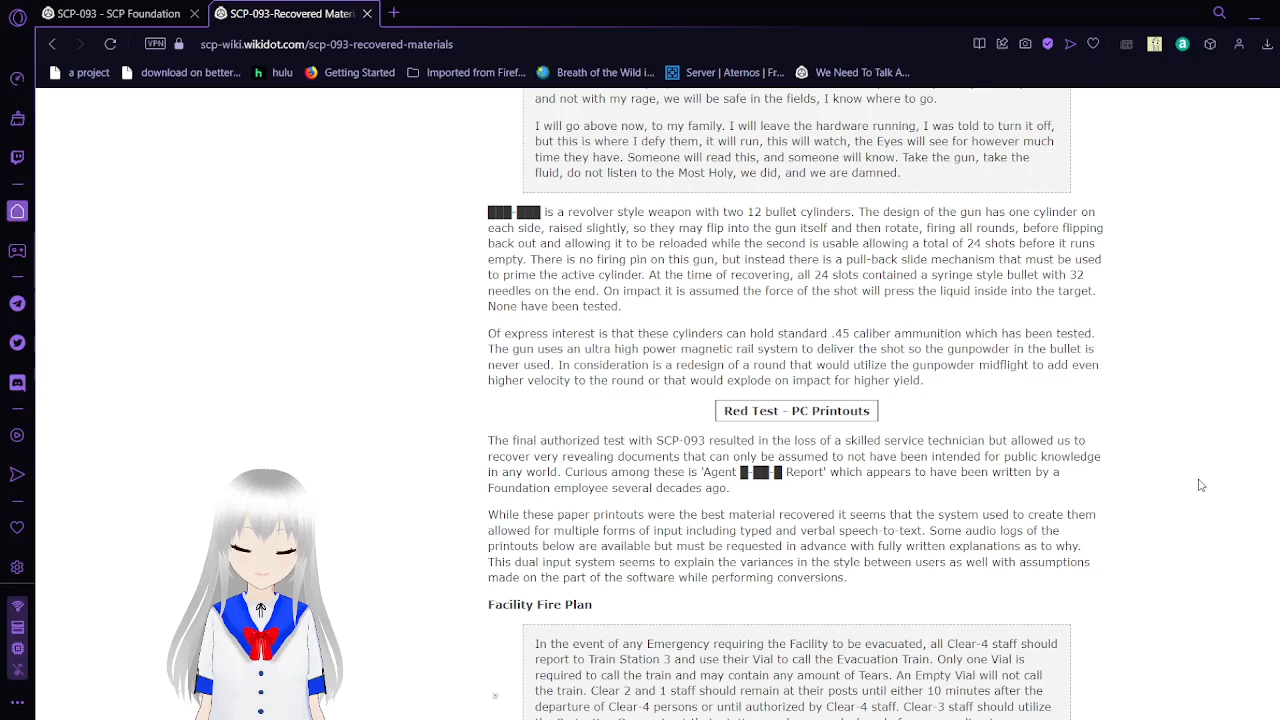 SCP-093 - SCP Foundation
SCP-093-Recovered Materi
VPN
scp-wiki.wikidot.com/scp-093-recovered-materials
a project
download on better...
hulu
Getting Started
Imported from Firef...
Breath of the Wild i...
Server | Aternos | Fr...
We Need To Talk A...
and not with my rage, we will be safe in the fields, I know where to go.
I will go above now, to my family. I will leave the hardware running, I was told to turn it off,
but this is where I defy them, it will run, this will watch, the Eyes will see for however much
time they have. Someone will read this, and someone will know. Take the gun, take the
fluid, do not listen to the Most Holy, we did, and we are damned.
███-███ is a revolver style weapon with two 12 bullet cylinders. The design of the gun has one cylinder on
each side, raised slightly, so they may flip into the gun itself and then rotate, firing all rounds, before flipping
back out and allowing it to be reloaded while the second is usable allowing a total of 24 shots before it runs
empty. There is no firing pin on this gun, but instead there is a pull-back slide mechanism that must be used
to prime the active cylinder. At the time of recovering, all 24 slots contained a syringe style bullet with 32
needles on the end. On impact it is assumed the force of the shot will press the liquid inside into the target.
None have been tested.
Of express interest is that these cylinders can hold standard .45 caliber ammunition which has been tested.
The gun uses an ultra high power magnetic rail system to deliver the shot so the gunpowder in the bullet is
never used. In consideration is a redesign of a round that would utilize the gunpowder midflight to add even
higher velocity to the round or that would explode on impact for higher yield.
Red Test - PC Printouts
The final authorized test with SCP-093 resulted in the loss of a skilled service technician but allowed us to
recover very revealing documents that can only be assumed to not have been intended for public knowledge
in any world. Curious among these is 'Agent █-██-█ Report' which appears to have been written by a
Foundation employee several decades ago.
While these paper printouts were the best material recovered it seems that the system used to create them
allowed for multiple forms of input including typed and verbal speech-to-text. Some audio logs of the
printouts below are available but must be requested in advance with fully written explanations as to why.
This dual input system seems to explain the variances in the style between users as well with assumptions
made on the part of the software while performing conversions.
Facility Fire Plan
In the event of any Emergency requiring the Facility to be evacuated, all Clear-4 staff should
report to Train Station 3 and use their Vial to call the Evacuation Train. Only one Vial is
required to call the train and may contain any amount of Tears. An Empty Vial will not call
the train. Clear 2 and 1 staff should remain at their posts until either 10 minutes after the
departure of Clear-4 persons or until authorized by Clear-4 staff. Clear-3 staff should utilize